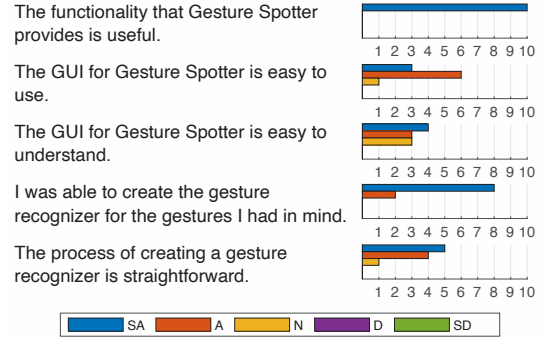 The functionality that Gesture Spotter
provides is useful.
1 2 3 4 5 6 7 8 9 10
The GUI for Gesture Spotter is easy to
use.
1 2 3 4 5 6 7 8 9 10
The GUI for Gesture Spotter is easy to
understand.
1 2 3 4 5 6 7 8 9 10
I was able to create the gesture
recognizer for the gestures I had in mind.
1 2 3 4 5 6 7 8 9 10
The process of creating a gesture
recognizer is straightforward.
1 2 3 4 5 6 7 8 9 10
SA A N D SD